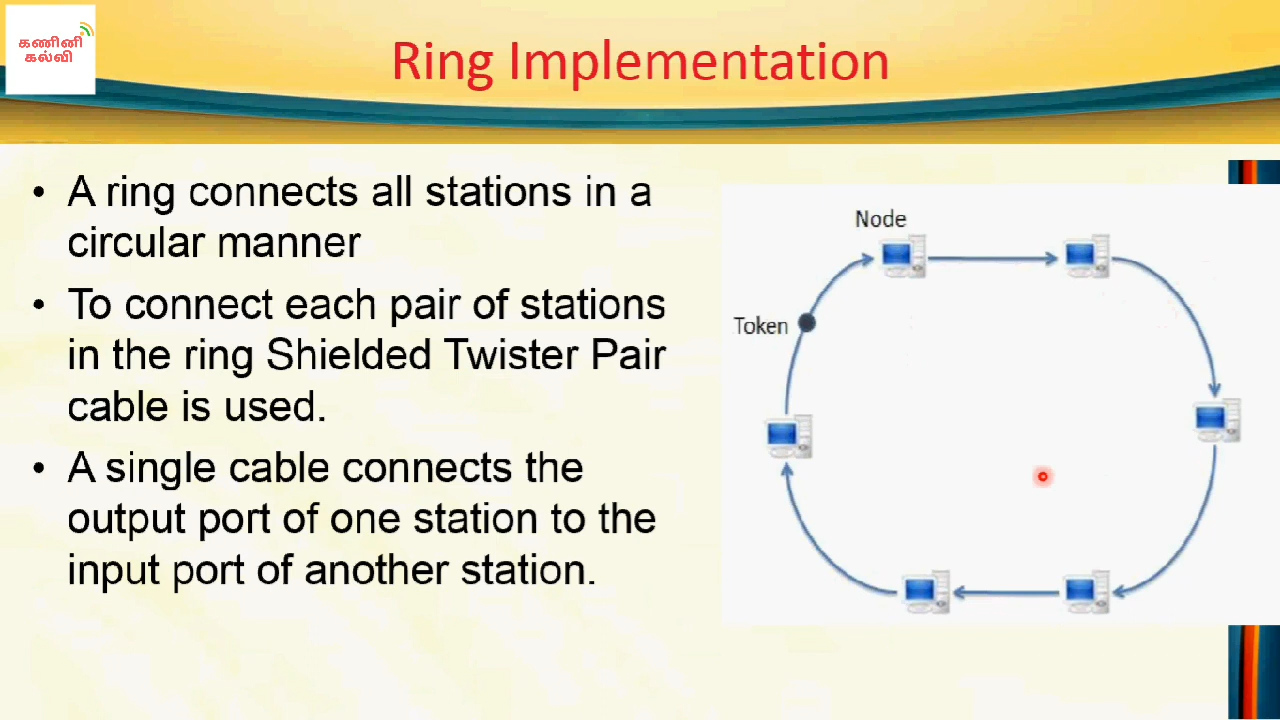 கணினி
கல்வி
Ring Implementation
• A ring connects all stations in a
circular manner
• To connect each pair of stations
in the ring Shielded Twister Pair
cable is used.
• A single cable connects the
output port of one station to the
input port of another station.
Node
Token